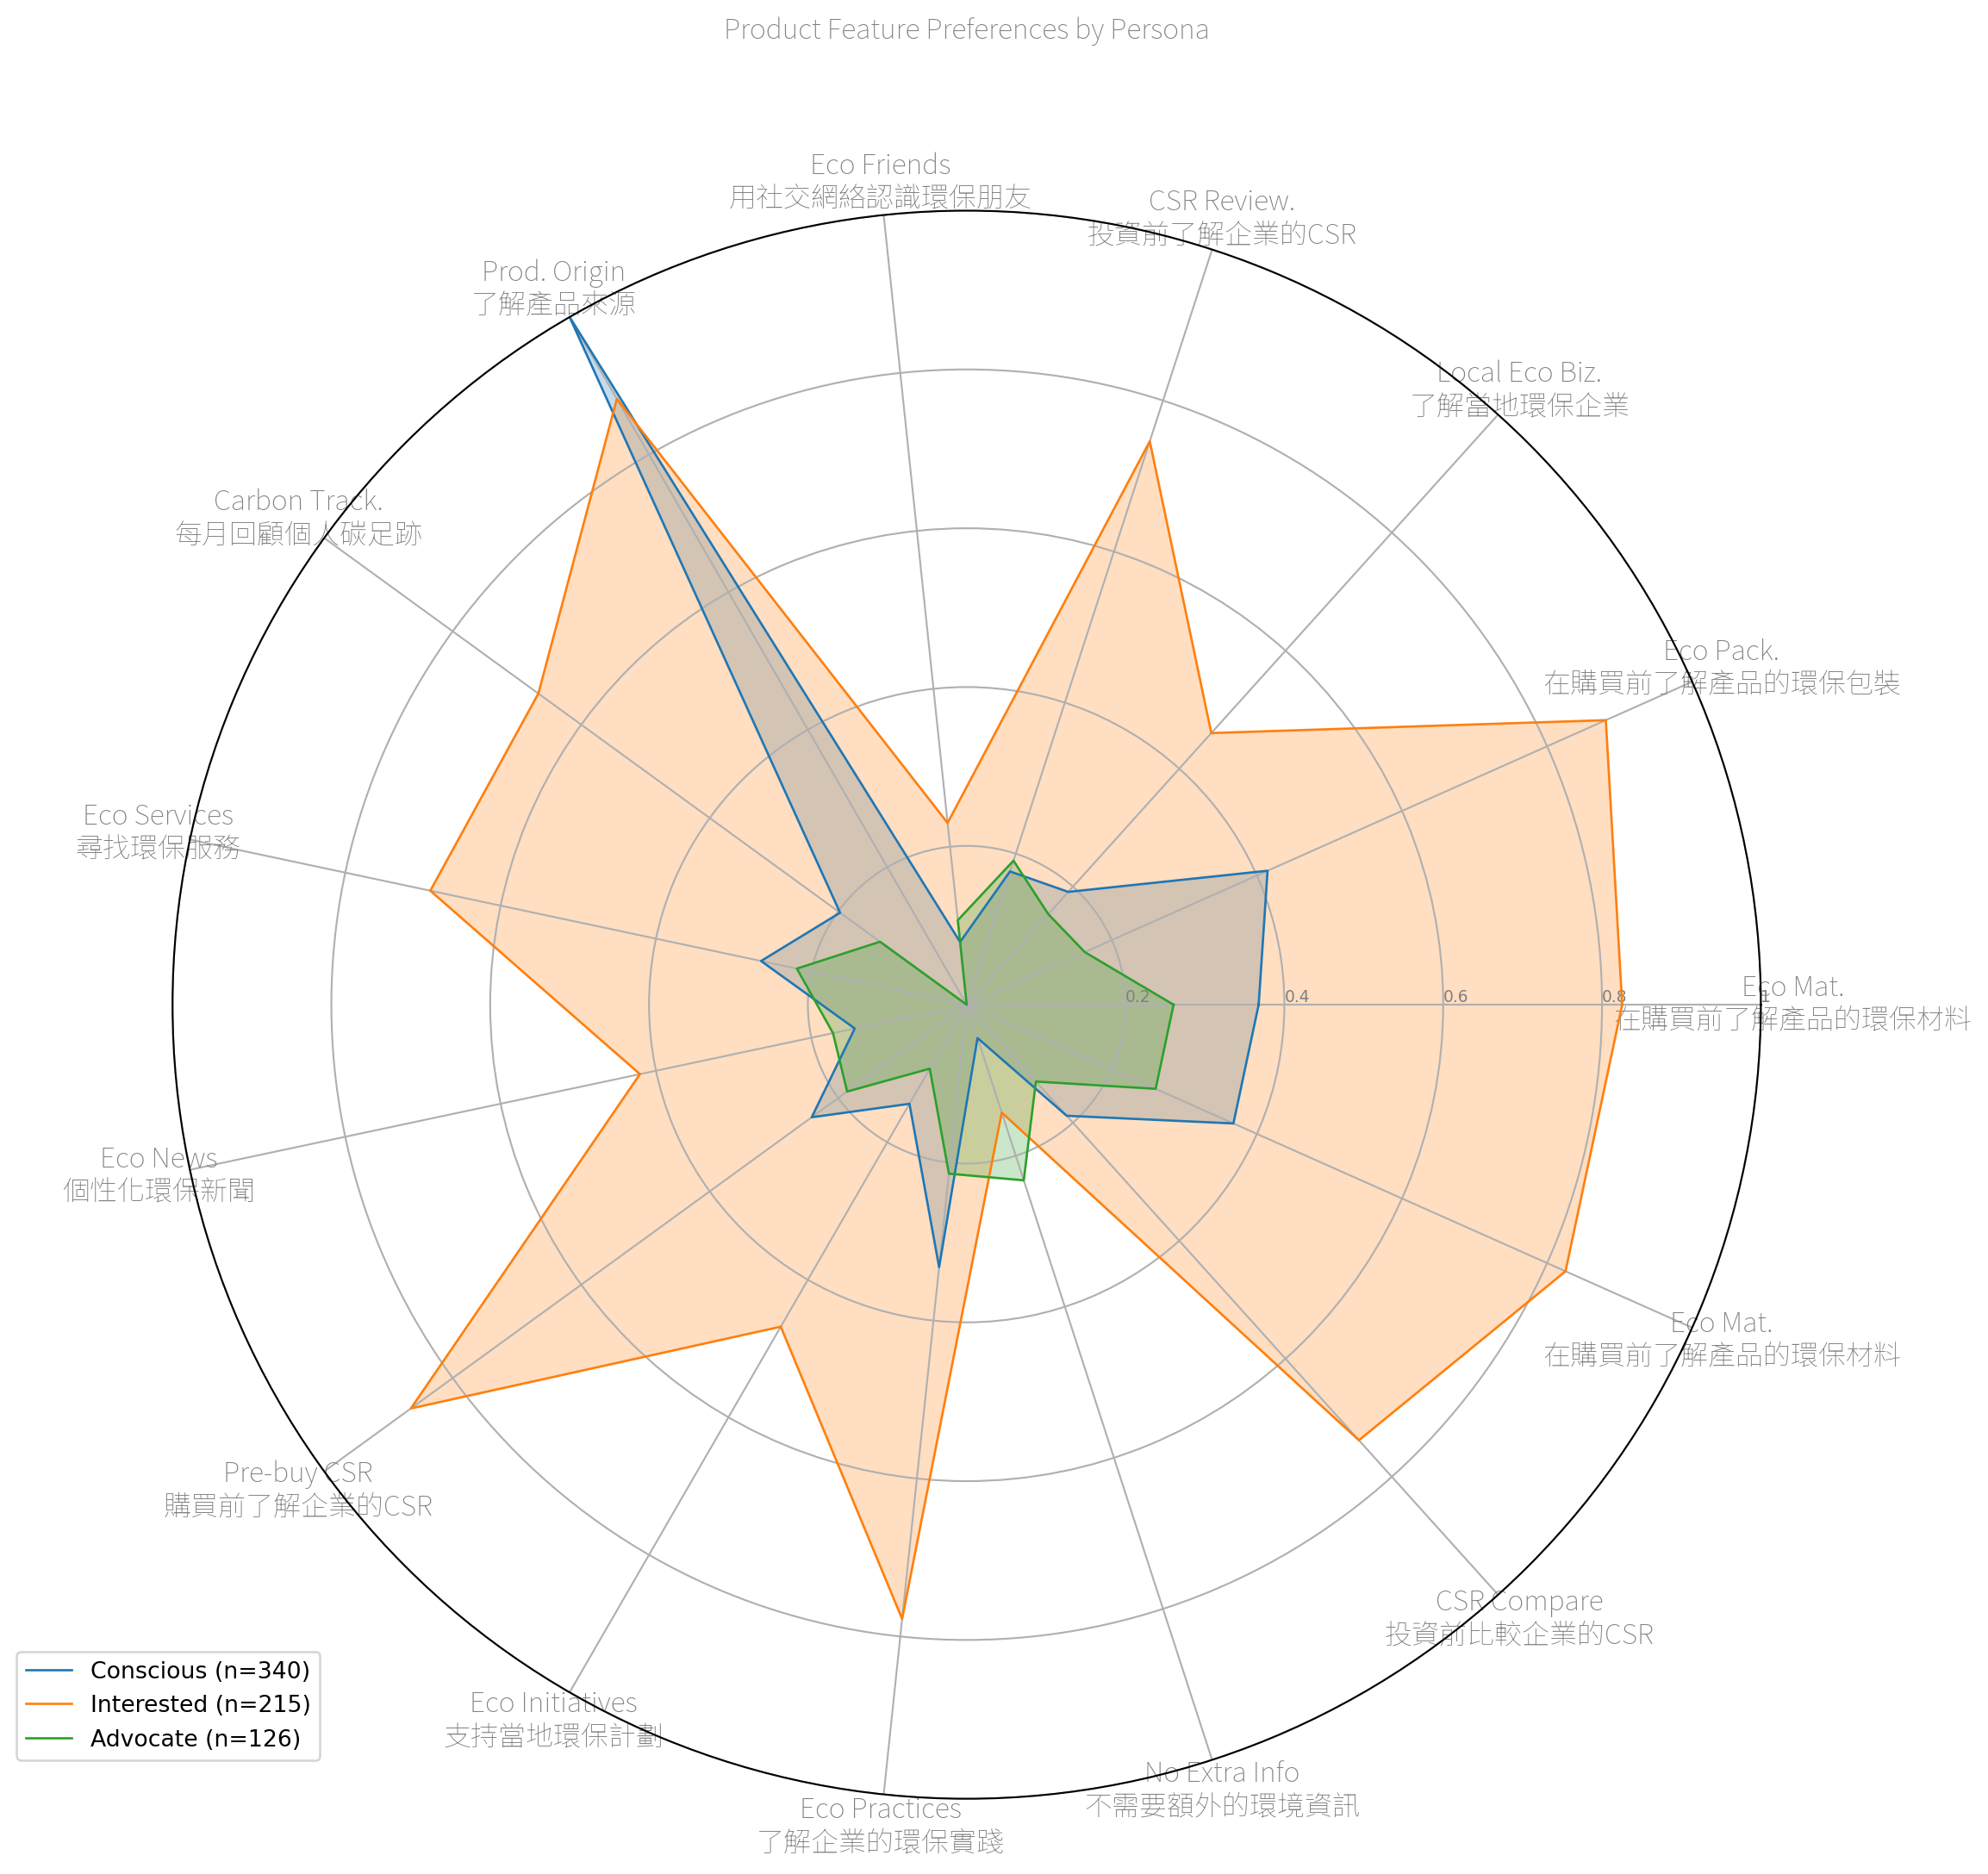 Product Feature Preferences by Persona
Eco Friends
用社交網絡認識環保朋友
CSR Review.
投資前了解企業的CSR
Prod. Origin
了解產品來源
Local Eco Biz.
了解當地環保企業
Carbon Track.
每月回顧個人碳足跡
Eco Pack.
在購買前了解產品的環保包裝
Eco Services
尋找環保服務
0.2
0.4
0.6
0.8
1
Eco Mat.
在購買前了解產品的環保材料
Eco News
個性化環保新聞
Eco Mat.
在購買前了解產品的環保材料
Pre-buy CSR
購買前了解企業的CSR
CSR Compare
投資前比較企業的CSR
Eco Initiatives
支持當地環保計劃
No Extra Info
不需要額外的環境資訊
Eco Practices
了解企業的環保實踐
Conscious (n=340)
Interested (n=215)
Advocate (n=126)